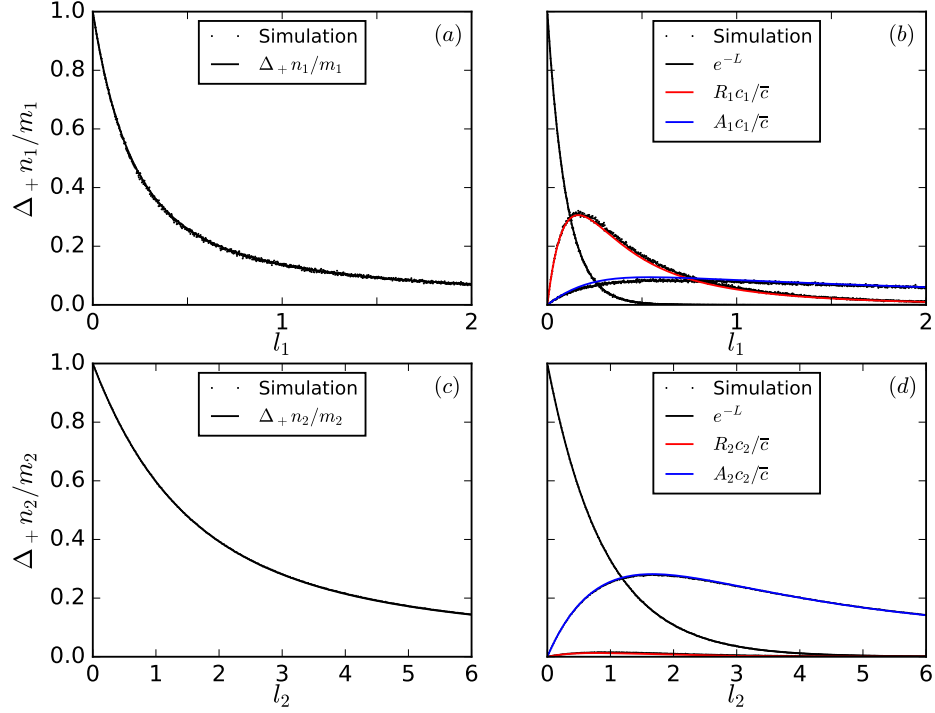 Δ₊n₁/m₁
1.0
0.8
0.6
0.4
0.2
0.0
0
1
2
l₁
Simulation
Δ₊n₁/m₁
(a)
0
1
2
l₁
Simulation
e^{−L}
R₁c₁/c̅
A₁c₁/c̅
(b)
Δ₊n₂/m₂
1.0
0.8
0.6
0.4
0.2
0.0
0
1
2
3
4
5
6
l₂
Simulation
Δ₊n₂/m₂
(c)
0
1
2
3
4
5
6
l₂
Simulation
e^{−L}
R₂c₂/c̅
A₂c₂/c̅
(d)